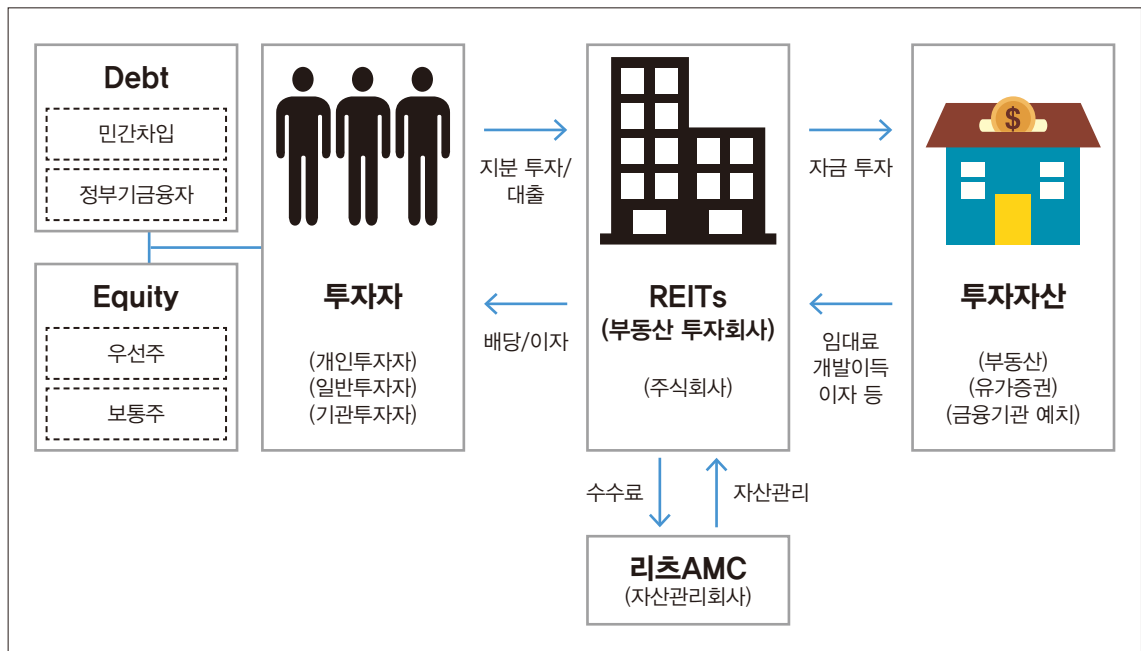 Debt
민간차입
정부기금융자
Equity
우선주
보통주
투자자
(개인투자자)
(일반투자자)
(기관투자자)
지분 투자/
대출
배당/이자
REITs
(부동산 투자회사)
(주식회사)
자금 투자
임대료
개발이득
이자 등
$
투자자산
(부동산)
(유가증권)
(금융기관 예치)
수수료
자산관리
리츠AMC
(자산관리회사)